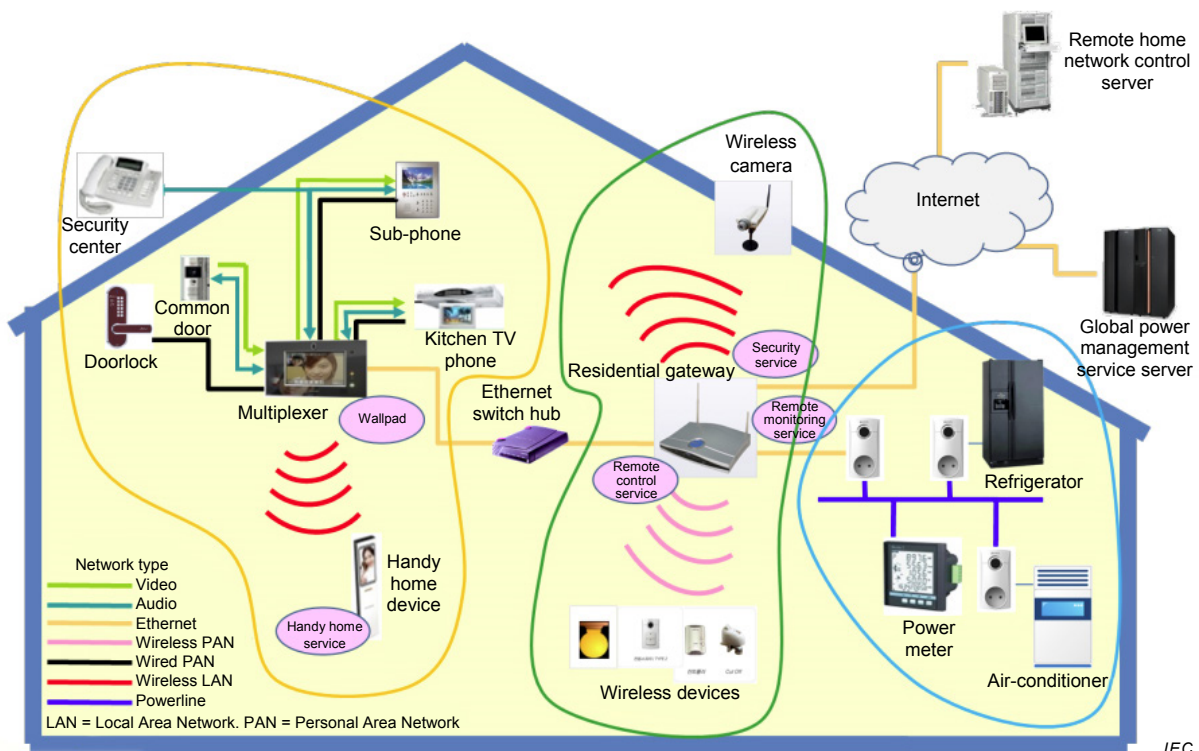 Remote home
network control
server
Wireless
camera
Internet
Security
center
Sub-phone
Common
door
Doorlock
Kitchen TV
phone
Global power
management
service server
Security
service
Residential gateway
Ethernet
switch hub
Multiplexer
Wallpad
Remote
monitoring
service
Remote
control
service
Refrigerator
Network type
Video
Audio
Ethernet
Wireless PAN
Wired PAN
Wireless LAN
Powerline
LAN = Local Area Network. PAN = Personal Area Network
Handy
home
device
Handy home
service
Cut Off
Wireless devices
Power
meter
Air-conditioner
IEC